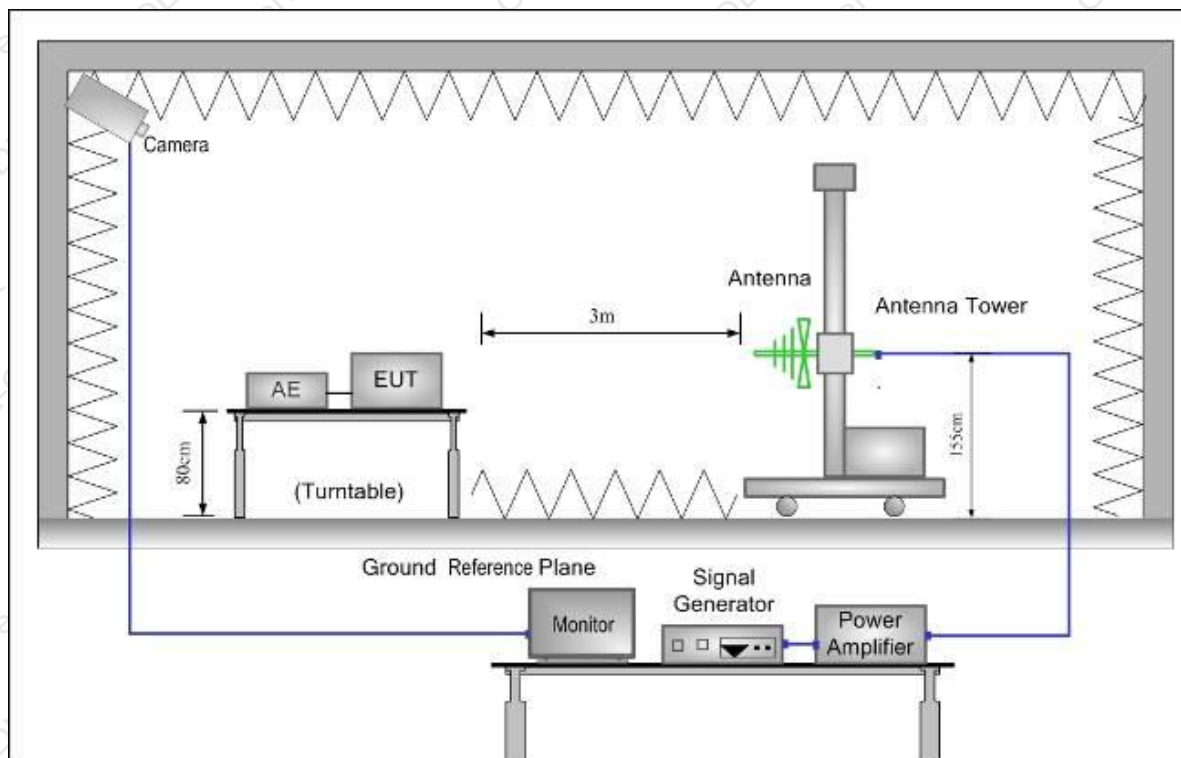 Camera
Antenna
3m
Antenna Tower
AE
EUT
80cm
155cm
(Turntable)
Ground Reference Plane
Signal
Generator
Monitor
Power
Amplifier